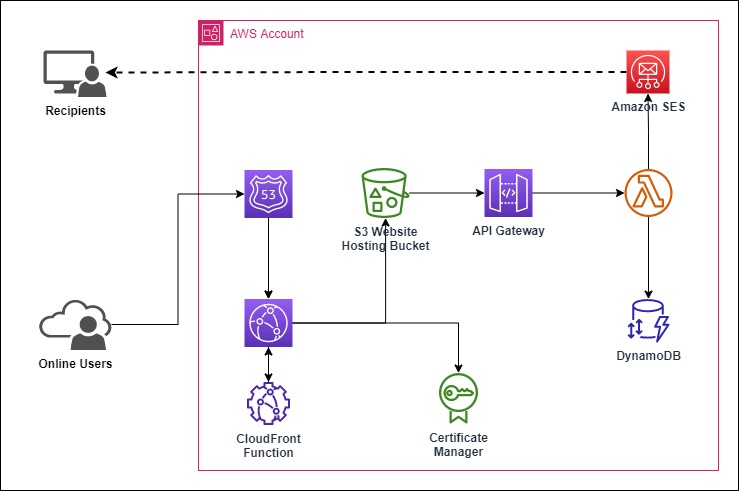 AWS Account
Recipients
Amazon SES
53
S3 Website
Hosting Bucket
API Gateway
Online Users
DynamoDB
CloudFront
Function
Certificate
Manager